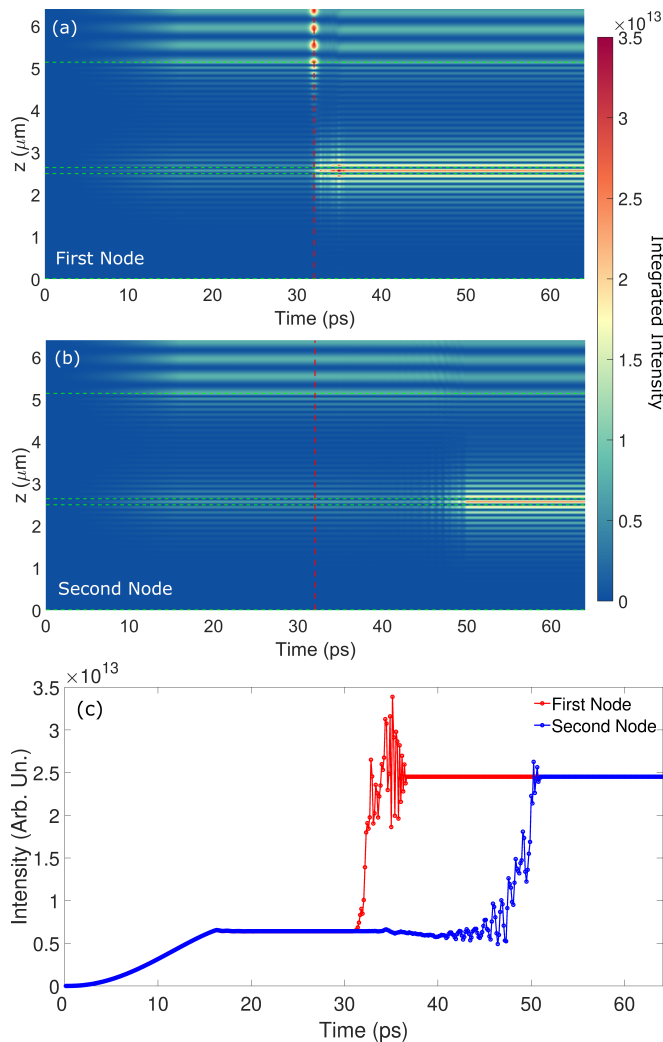 (a)
6
5
4
3
2
1
0
z (μm)
First Node
0 10 20 30 40 50 60
Time (ps)
×10^13
3.5
3
2.5
2
1.5
1
0.5
0
Integrated Intensity
(b)
6
5
4
3
2
1
0
z (μm)
Second Node
0 10 20 30 40 50 60
Time (ps)
×10^13
(c)
3.5
3
2.5
2
1.5
1
0.5
0
Intensity (Arb. Un.)
First Node
Second Node
0 10 20 30 40 50 60
Time (ps)